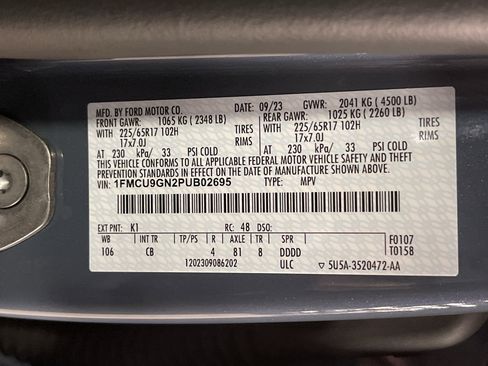 MFD. BY FORD MOTOR CO. DATE: 09/23 GVWR: 2041 KG ( 4500 LB)
FRONT GAWR: 1065 KG ( 2348 LB) REAR GAWR: 1025 KG ( 2260 LB)
WITH 225/65R17 102H TIRES WITH 225/65R17 102H TIRES
17x7.0J RIMS 17x7.0J RIMS
AT 230 kPa/ 33 PSI COLD AT 230 kPa/ 33 PSI COLD
THIS VEHICLE CONFORMS TO ALL APPLICABLE FEDERAL MOTOR VEHICLE SAFETY AND THEFT
PREVENTION STANDARDS IN EFFECT ON THE DATE OF MANUFACTURE SHOWN ABOVE.
VIN: 1FMCU9GN2PUB02695 TYPE: MPV
EXT PNT: K1 RC: 48 DSO:
WB INT TR TP/PS R AXLE TR SPR F0107
106 CB 4 81 8 DDDD T0158
1202309086202 ULC ▽ 5U5A-3520472-AA